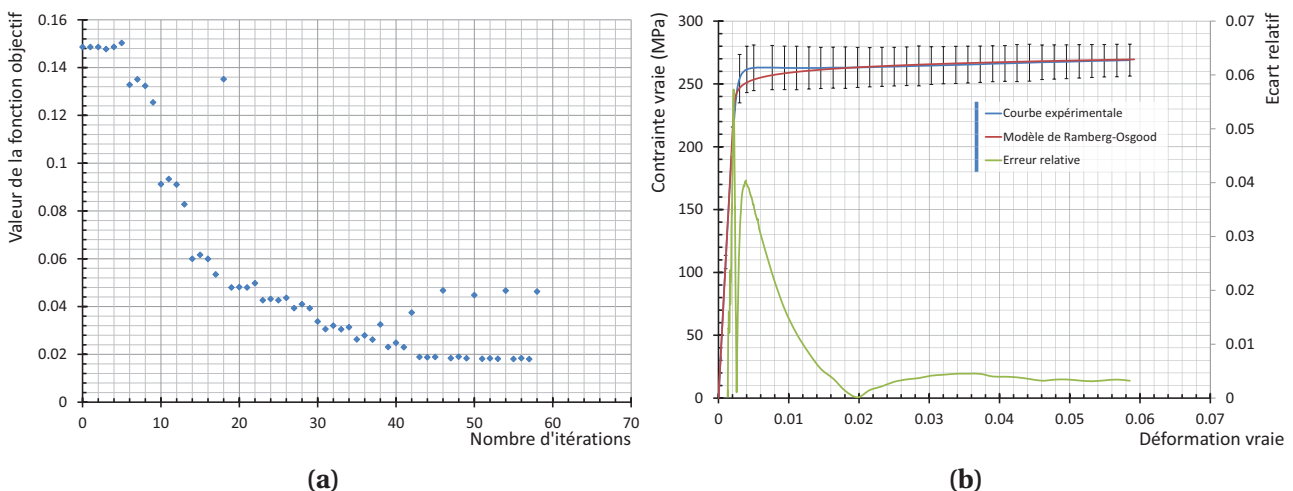 Valeur de la fonction objectif
0.16
0.14
0.12
0.1
0.08
0.06
0.04
0.02
0
0 10 20 30 40 50 60 70
Nombre d'itérations
(a)
Contrainte vraie (MPa)
300
250
200
150
100
50
0
Courbe expérimentale
Modèle de Ramberg-Osgood
Erreur relative
0.07
0.06
0.05
0.04
0.03
0.02
0.01
0
Ecart relatif
0 0.01 0.02 0.03 0.04 0.05 0.06 0.07
Déformation vraie
(b)